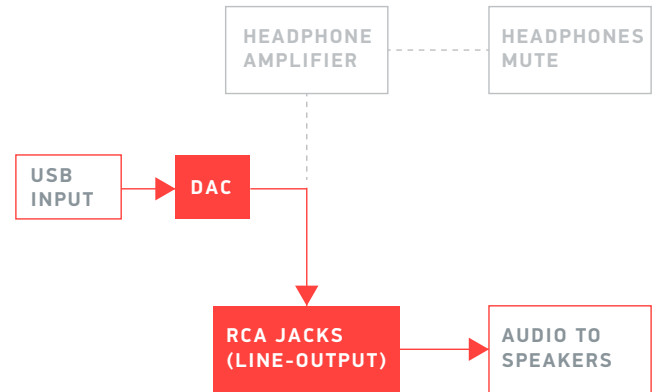 HEADPHONE
AMPLIFIER
HEADPHONES
MUTE
USB
INPUT
DAC
RCA JACKS
(LINE-OUTPUT)
AUDIO TO
SPEAKERS